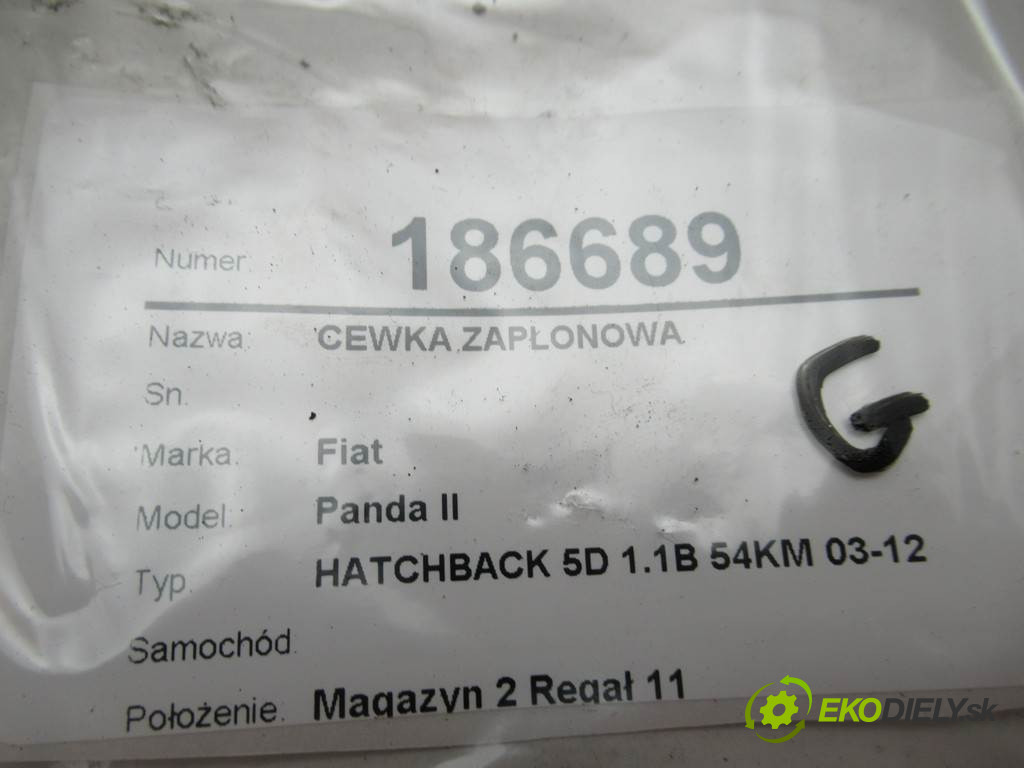 Numer: 186689
Nazwa: CEWKA ZAPŁONOWA
Sn.
Marka: Fiat
Model: Panda II
Typ. HATCHBACK 5D 1.1B 54KM 03-12
Samochód.
Położenie. Magazyn 2 Regał 11
G
EKODIELY.sk